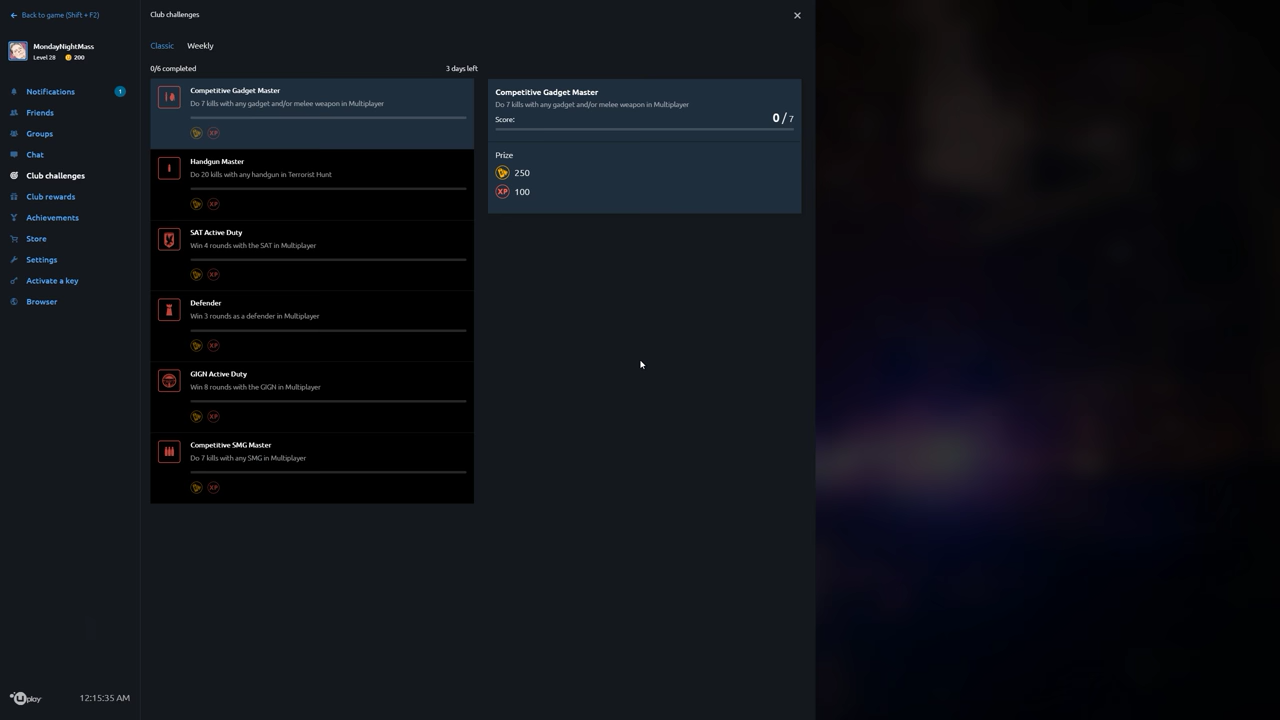 Back to game (Shift + F2)
MondayNightMass
Level 28 200
Notifications 1
Friends
Groups
Chat
Club challenges
Club rewards
Achievements
Store
Settings
Activate a key
Browser
uplay 12:15:35 AM
Club challenges
Classic Weekly
0/6 completed 3 days left
Competitive Gadget Master
Do 7 kills with any gadget and/or melee weapon in Multiplayer
XP
Handgun Master
Do 20 kills with any handgun in Terrorist Hunt
XP
SAT Active Duty
Win 4 rounds with the SAT in Multiplayer
XP
Defender
Win 3 rounds as a defender in Multiplayer
XP
GIGN Active Duty
Win 8 rounds with the GIGN in Multiplayer
XP
Competitive SMG Master
Do 7 kills with any SMG in Multiplayer
XP
Competitive Gadget Master
Do 7 kills with any gadget and/or melee weapon in Multiplayer
Score: 0 / 7
Prize
250
XP 100